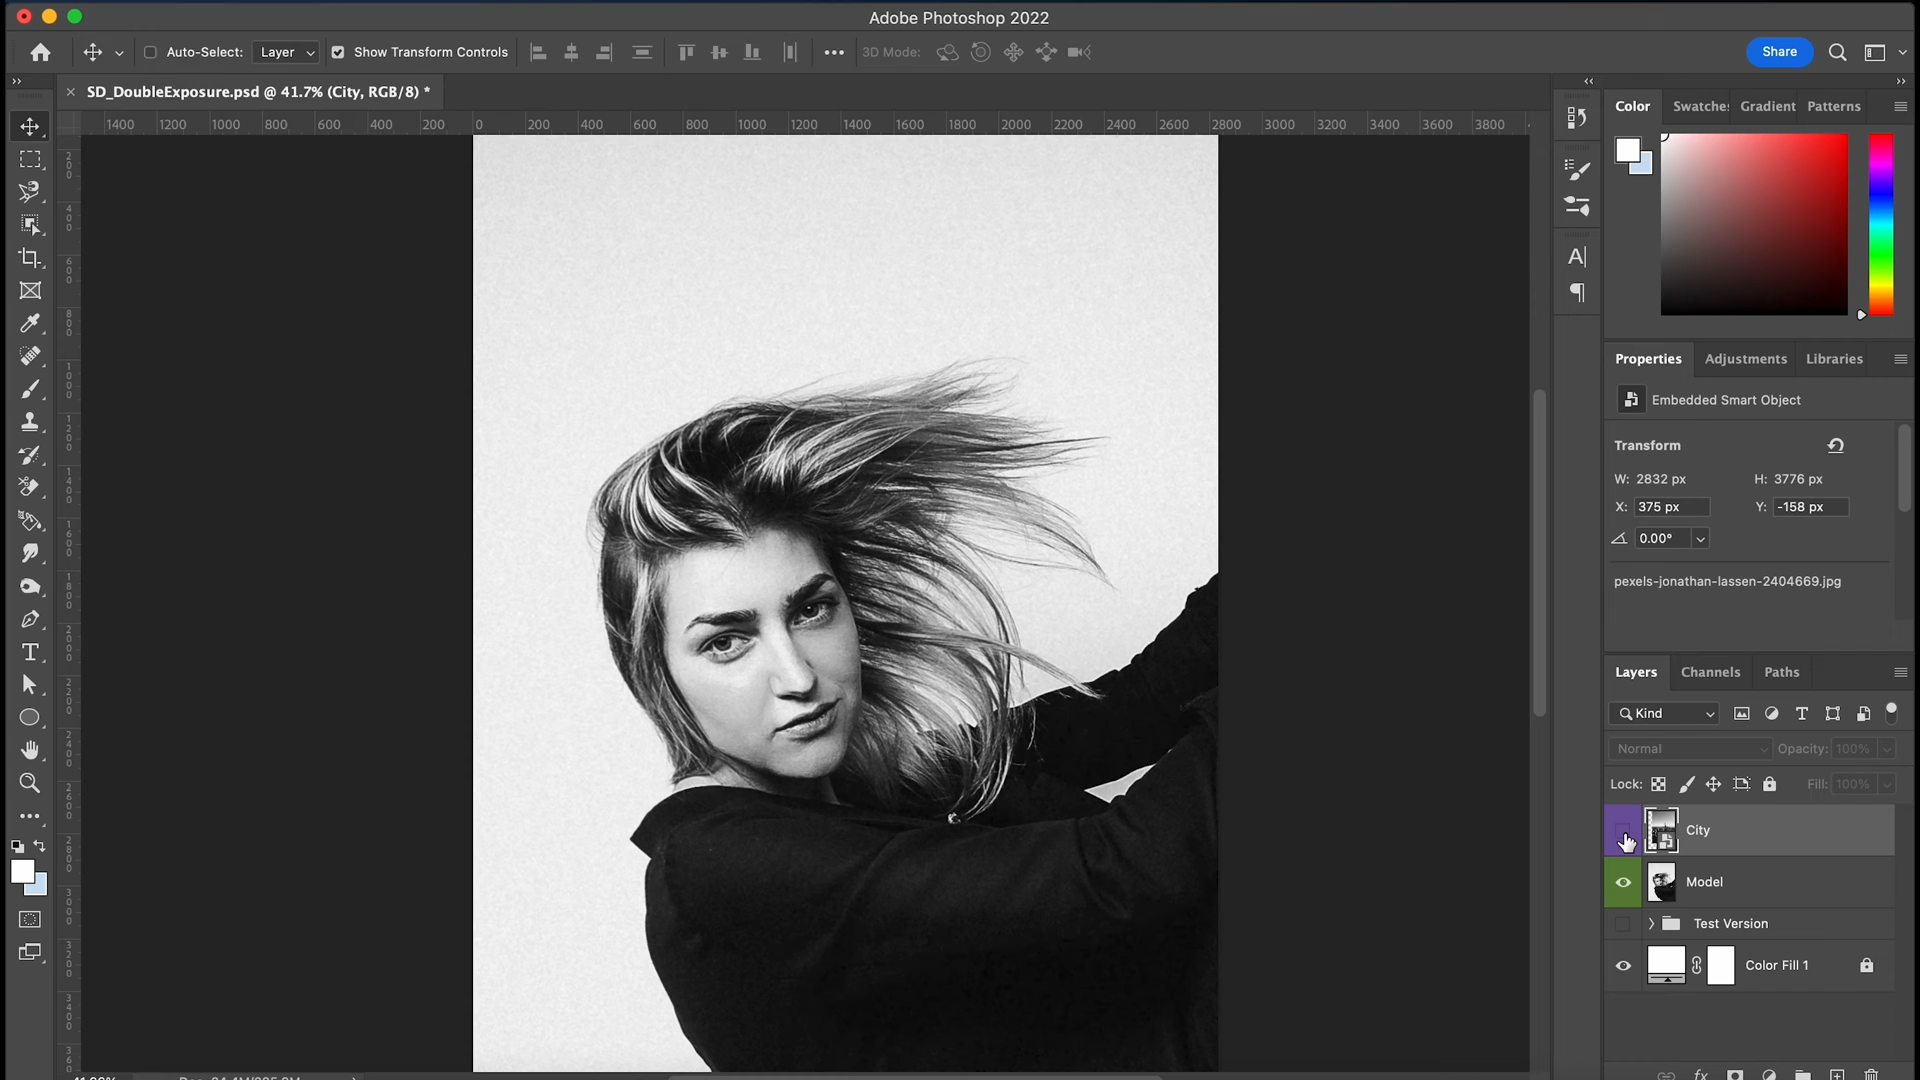 Adobe Photoshop 2022
Auto-Select: Layer Show Transform Controls 3D Mode: Share
SD_DoubleExposure.psd @ 41.7% (City, RGB/8) *
1400 1200 1000 800 600 400 200 0 200 400 600 800 1000 1200 1400 1600 1800 2000 2200 2400 2600 2800 3000 3200 3400 3600 3800
Color Swatches Gradient Patterns
Properties Adjustments Libraries
Embedded Smart Object
Transform
W: 2832 px H: 3776 px
X: 375 px Y: -158 px
0.00°
pexels-jonathan-lassen-2404669.jpg
Layers Channels Paths
Kind
Normal Opacity: 100%
Lock: Fill: 100%
City
Model
Test Version
Color Fill 1